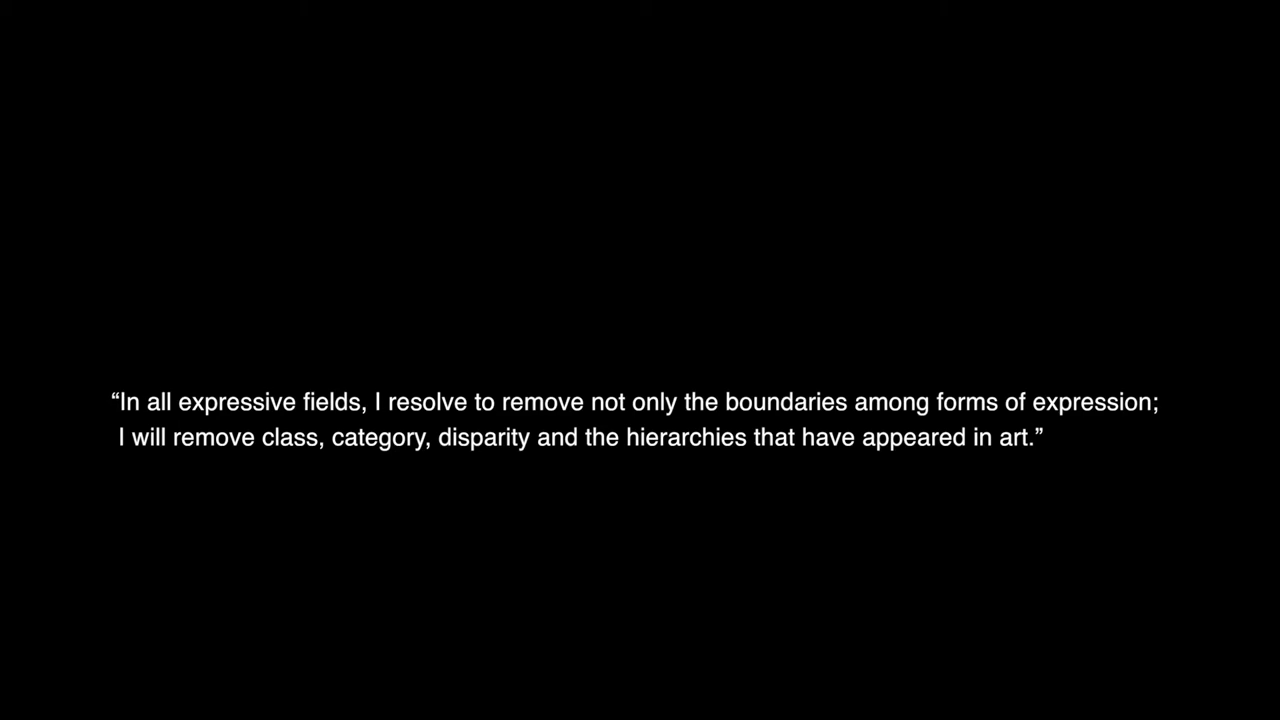 “In all expressive fields, I resolve to remove not only the boundaries among forms of expression;
I will remove class, category, disparity and the hierarchies that have appeared in art.”